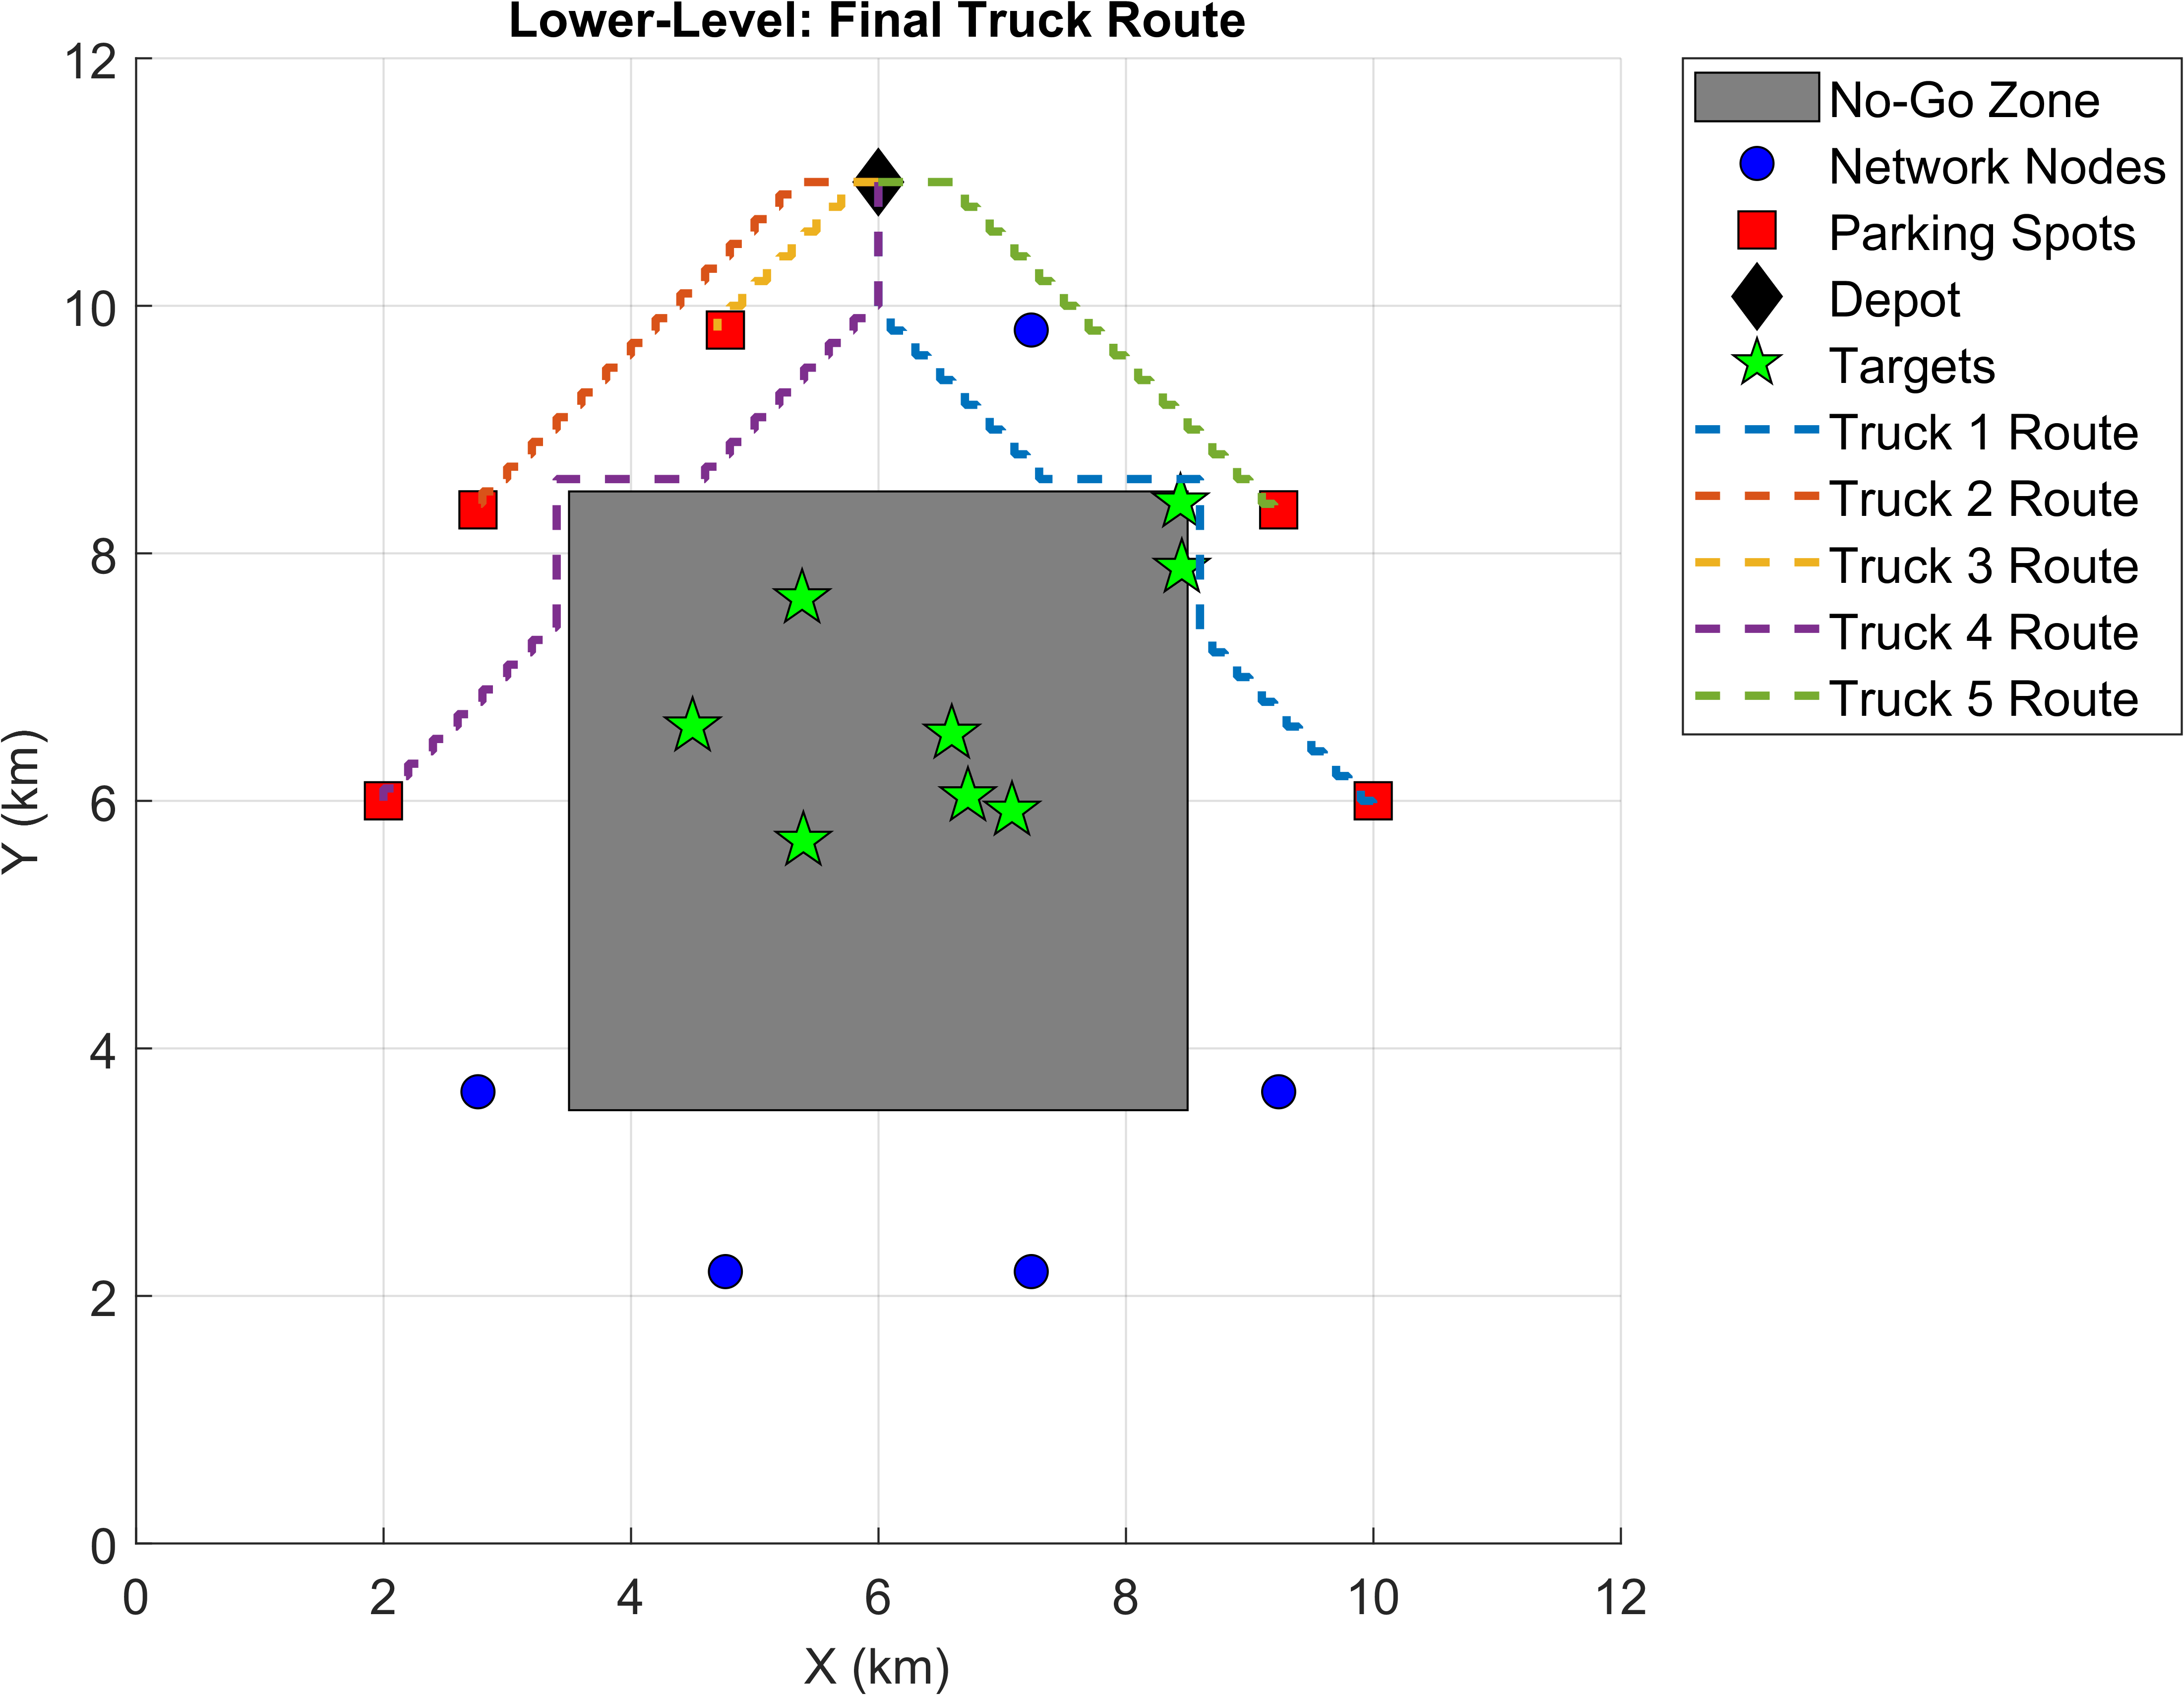 Lower-Level: Final Truck Route
12
10
8
6
4
2
0
0 2 4 6 8 10 12
Y (km)
X (km)
No-Go Zone
Network Nodes
Parking Spots
Depot
Targets
Truck 1 Route
Truck 2 Route
Truck 3 Route
Truck 4 Route
Truck 5 Route